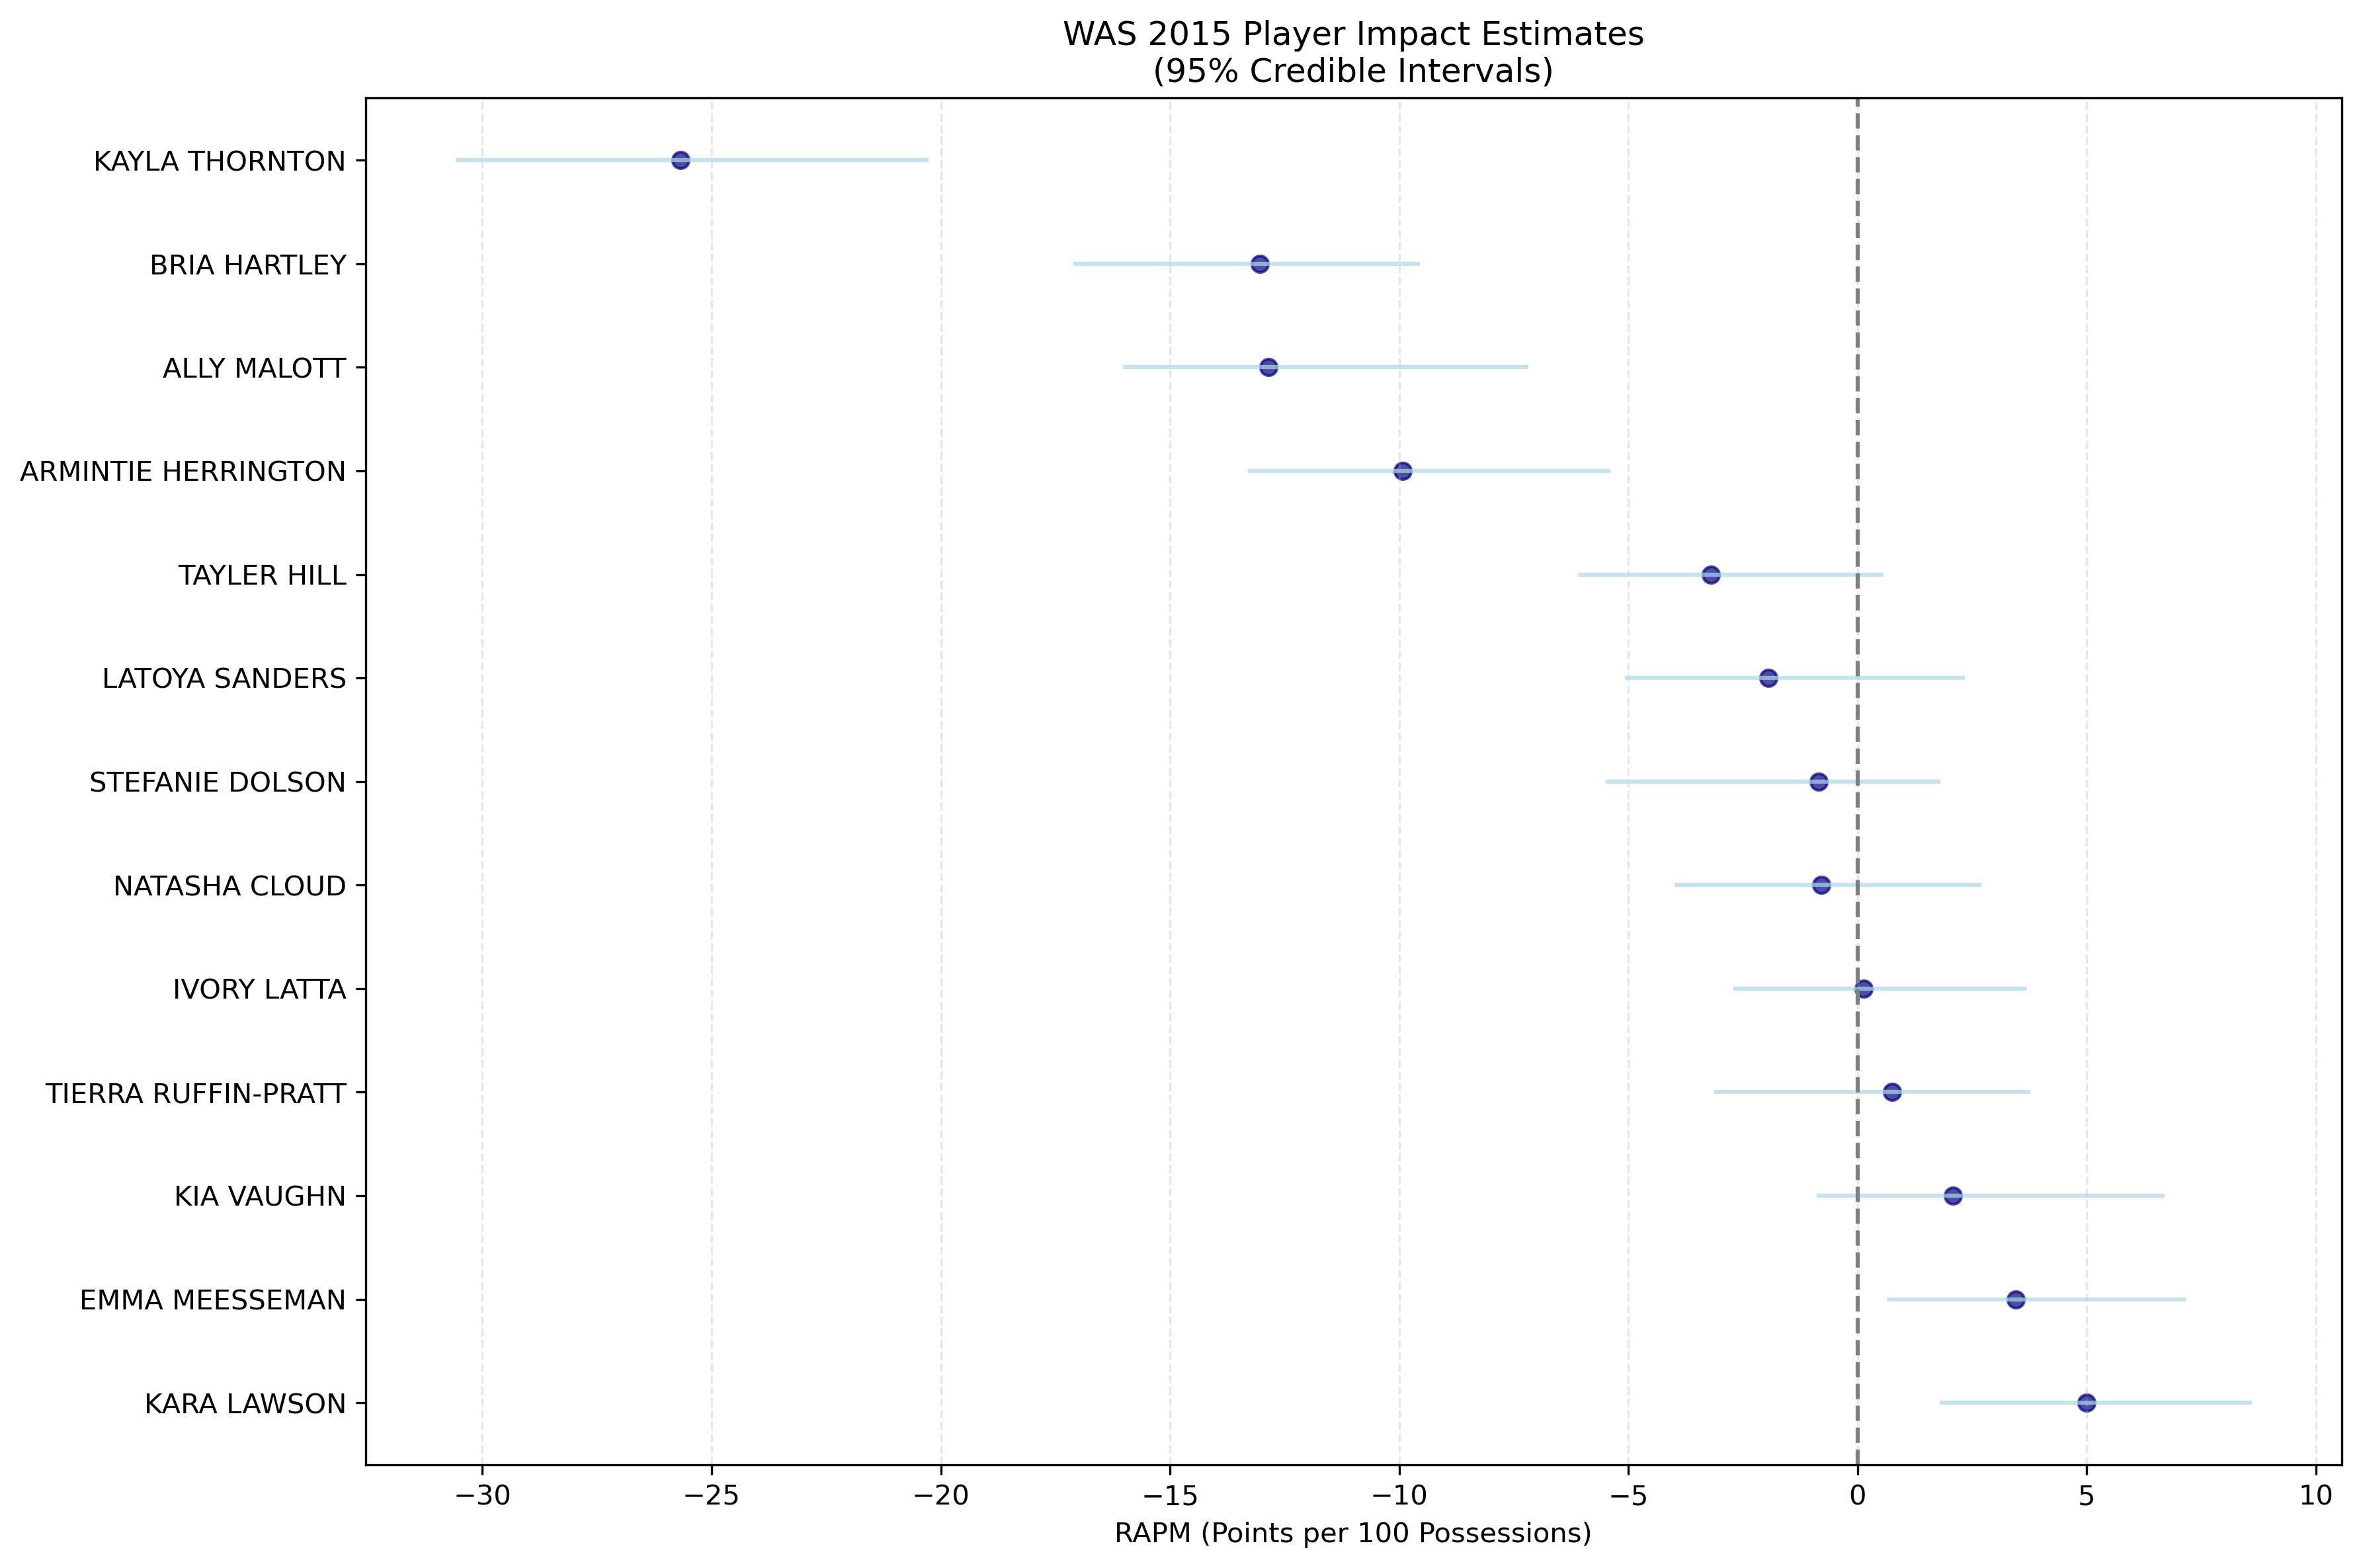 WAS 2015 Player Impact Estimates
(95% Credible Intervals)
KAYLA THORNTON
BRIA HARTLEY
ALLY MALOTT
ARMINTIE HERRINGTON
TAYLER HILL
LATOYA SANDERS
STEFANIE DOLSON
NATASHA CLOUD
IVORY LATTA
TIERRA RUFFIN-PRATT
KIA VAUGHN
EMMA MEESSEMAN
KARA LAWSON
−30 −25 −20 −15 −10 −5 0 5 10
RAPM (Points per 100 Possessions)